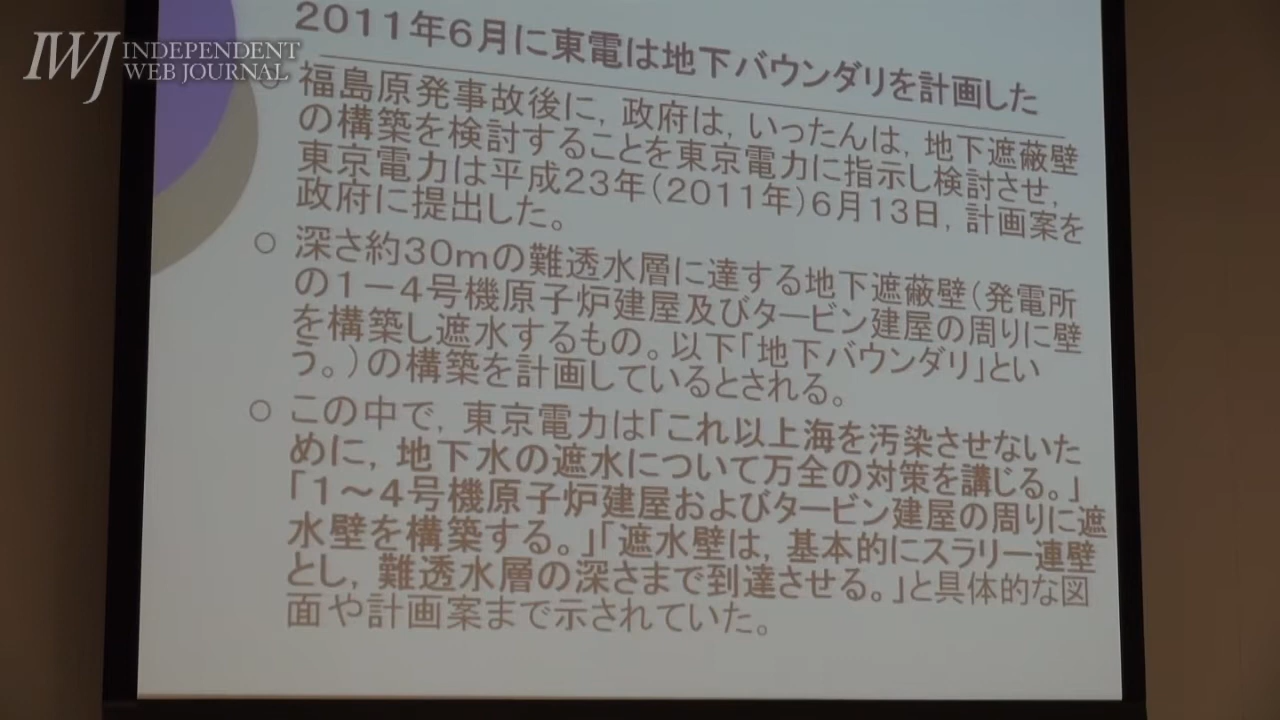 IWJ INDEPENDENT
WEB JOURNAL
2011年6月に東電は地下バウンダリを計画した
福島原発事故後に，政府は，いったんは，地下遮蔽壁
の構築を検討することを東京電力に指示し検討させ，
東京電力は平成23年（2011年）6月13日，計画案を
政府に提出した。
○ 深さ約30mの難透水層に達する地下遮蔽壁（発電所
の1－4号機原子炉建屋及びタービン建屋の周りに壁
を構築し遮水するもの。以下「地下バウンダリ」とい
う。）の構築を計画しているとされる。
○ この中で，東京電力は「これ以上海を汚染させないた
めに，地下水の遮水について万全の対策を講じる。」
「1～4号機原子炉建屋およびタービン建屋の周りに遮
水壁を構築する。」「遮水壁は，基本的にスラリー連壁
とし，難透水層の深さまで到達させる。」と具体的な図
面や計画案まで示されていた。